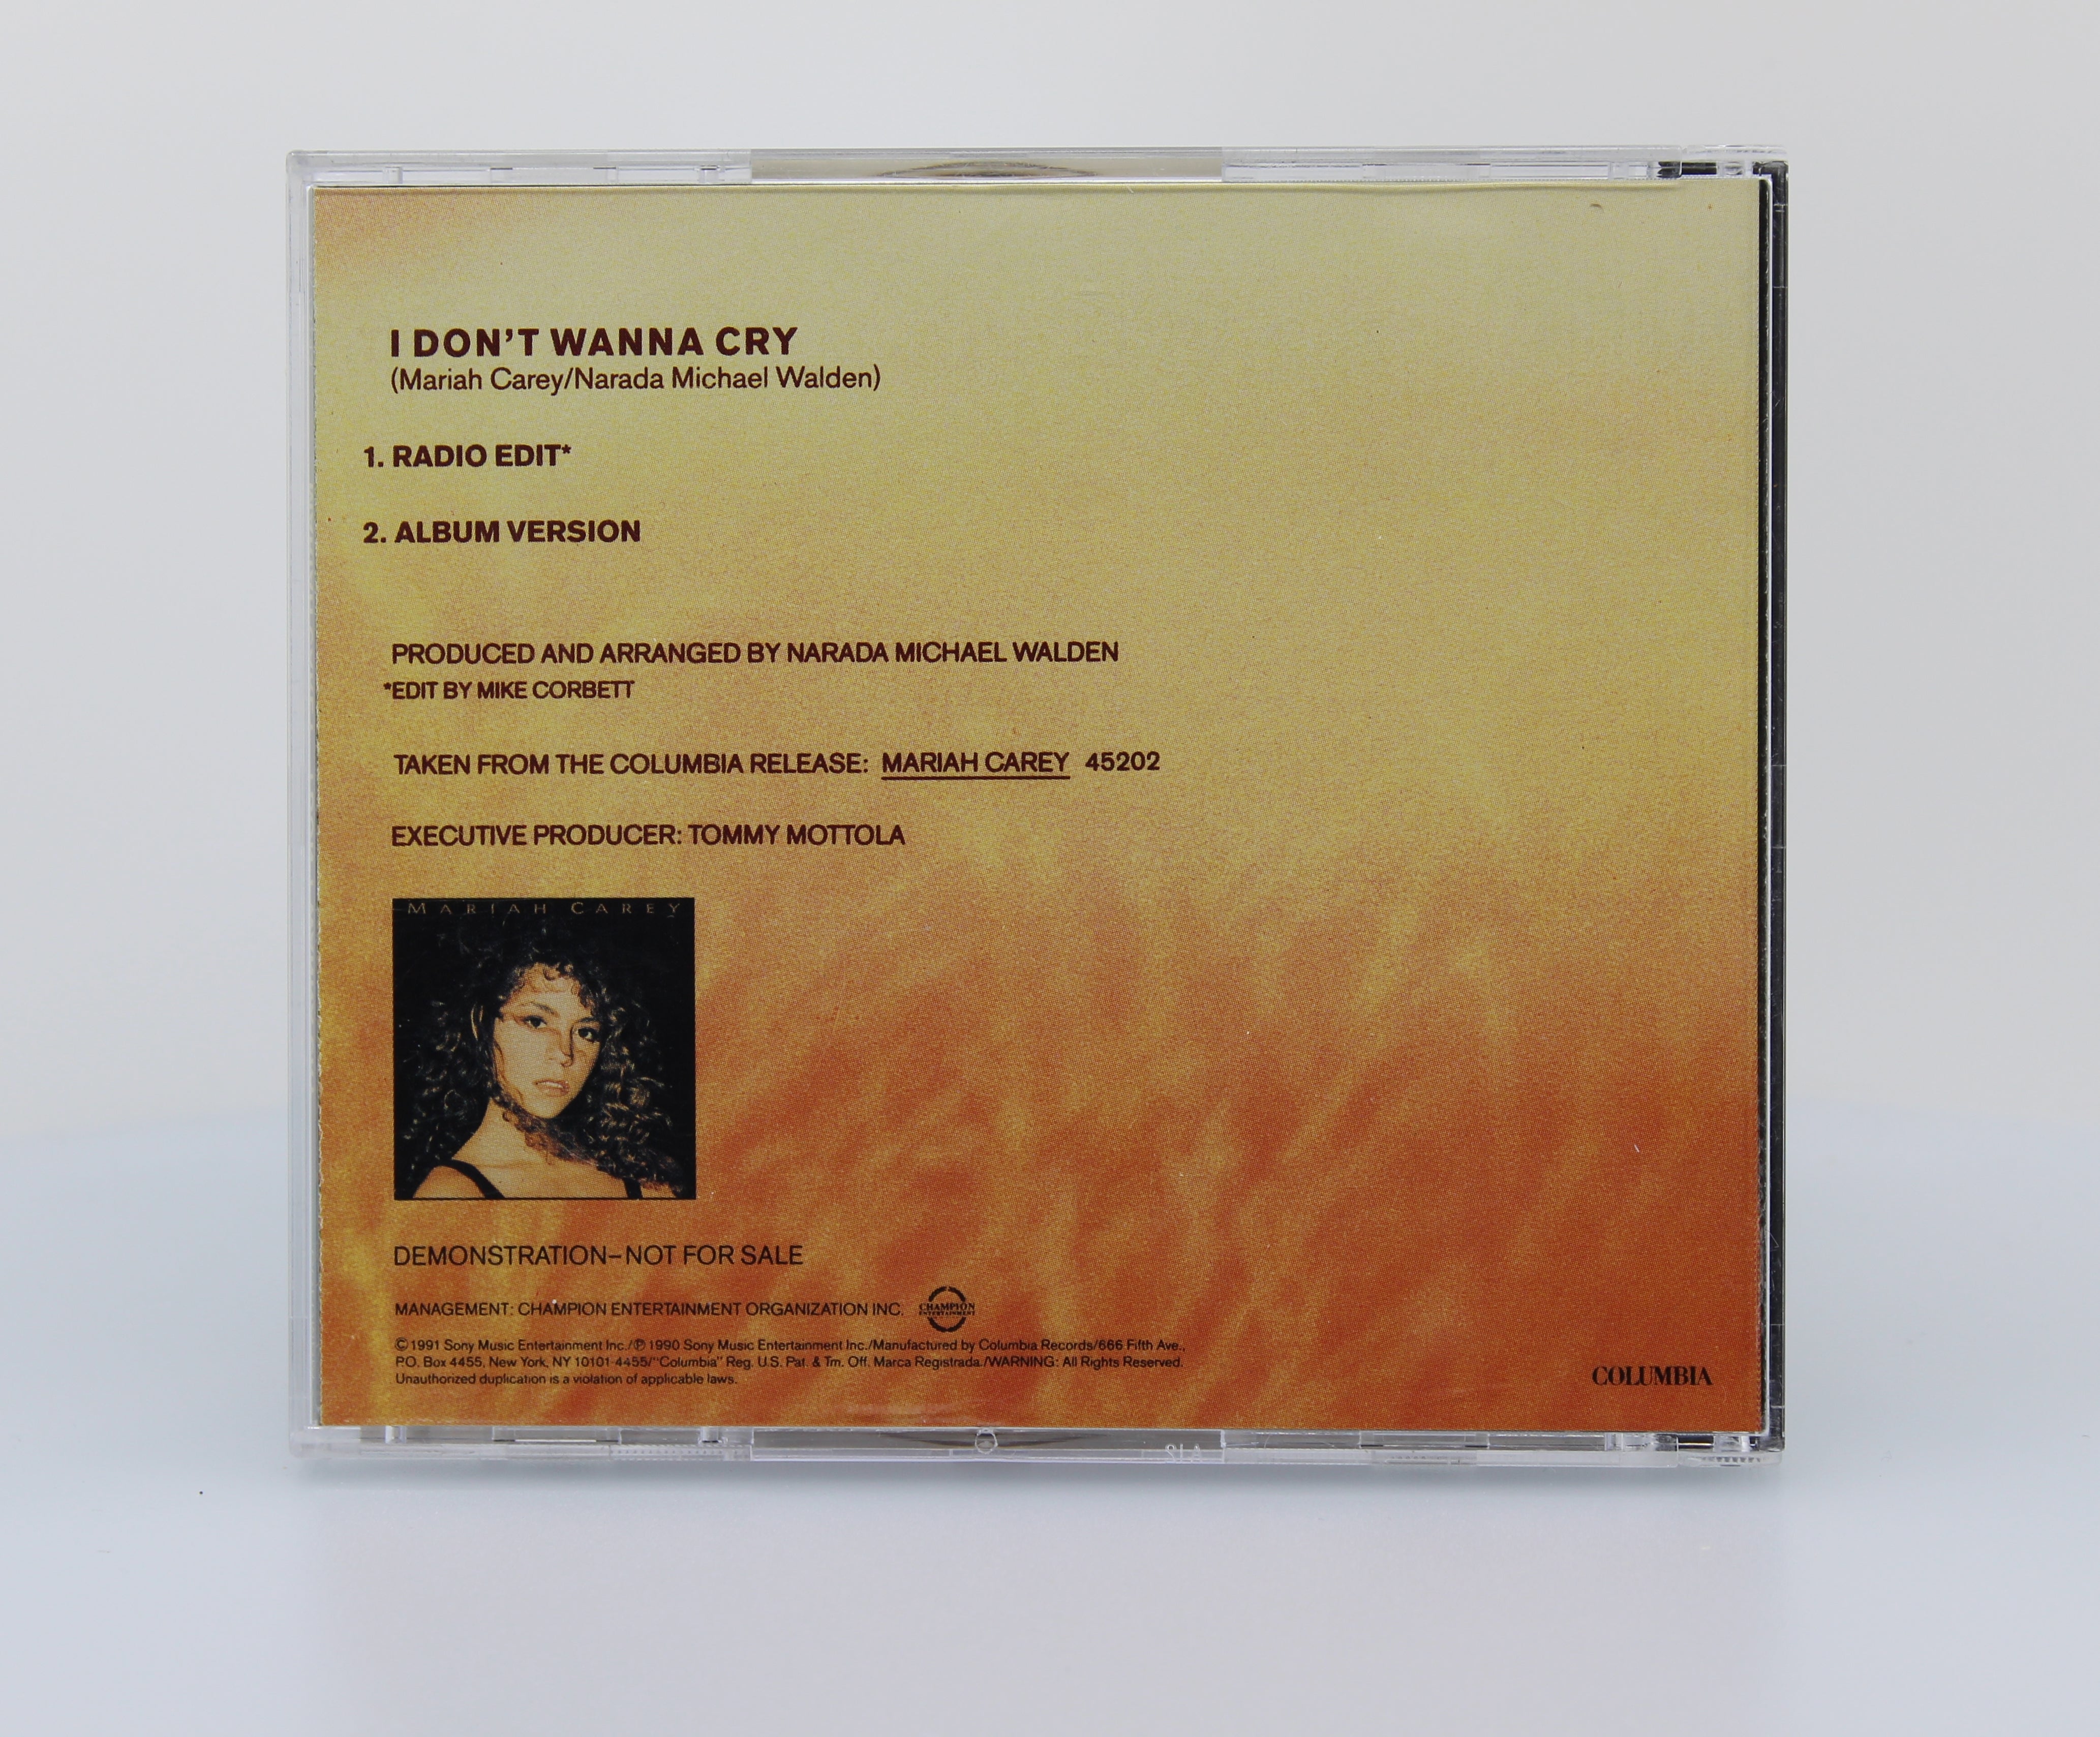 I DON'T WANNA CRY
(Mariah Carey/Narada Michael Walden)
1. RADIO EDIT*
2. ALBUM VERSION
PRODUCED AND ARRANGED BY NARADA MICHAEL WALDEN
*EDIT BY MIKE CORBETT
TAKEN FROM THE COLUMBIA RELEASE: MARIAH CAREY 45202
EXECUTIVE PRODUCER: TOMMY MOTTOLA
MARIAH CAREY
DEMONSTRATION–NOT FOR SALE
MANAGEMENT: CHAMPION ENTERTAINMENT ORGANIZATION INC.
CHAMPION
ENTERTAINMENT
© 1991 Sony Music Entertainment Inc./℗ 1990 Sony Music Entertainment Inc./Manufactured by Columbia Records/666 Fifth Ave.,
P.O. Box 4455, New York, NY 10101-4455/"Columbia" Reg. U.S. Pat. & Tm. Off. Marca Registrada./WARNING: All Rights Reserved.
Unauthorized duplication is a violation of applicable laws.
COLUMBIA